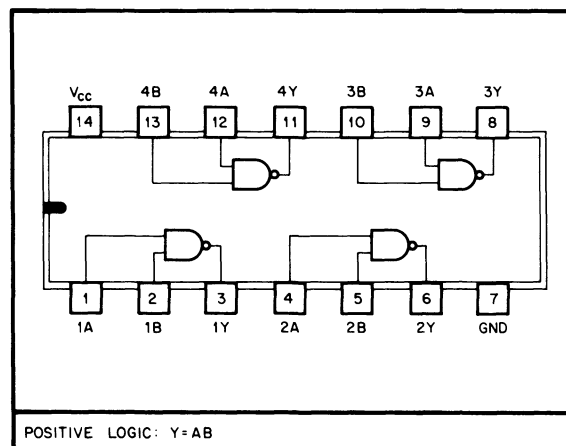 VCC 4B 4A 4Y 3B 3A 3Y
14 13 12 11 10 9 8
1 2 3 4 5 6 7
1A 1B 1Y 2A 2B 2Y GND
POSITIVE LOGIC: Y=AB